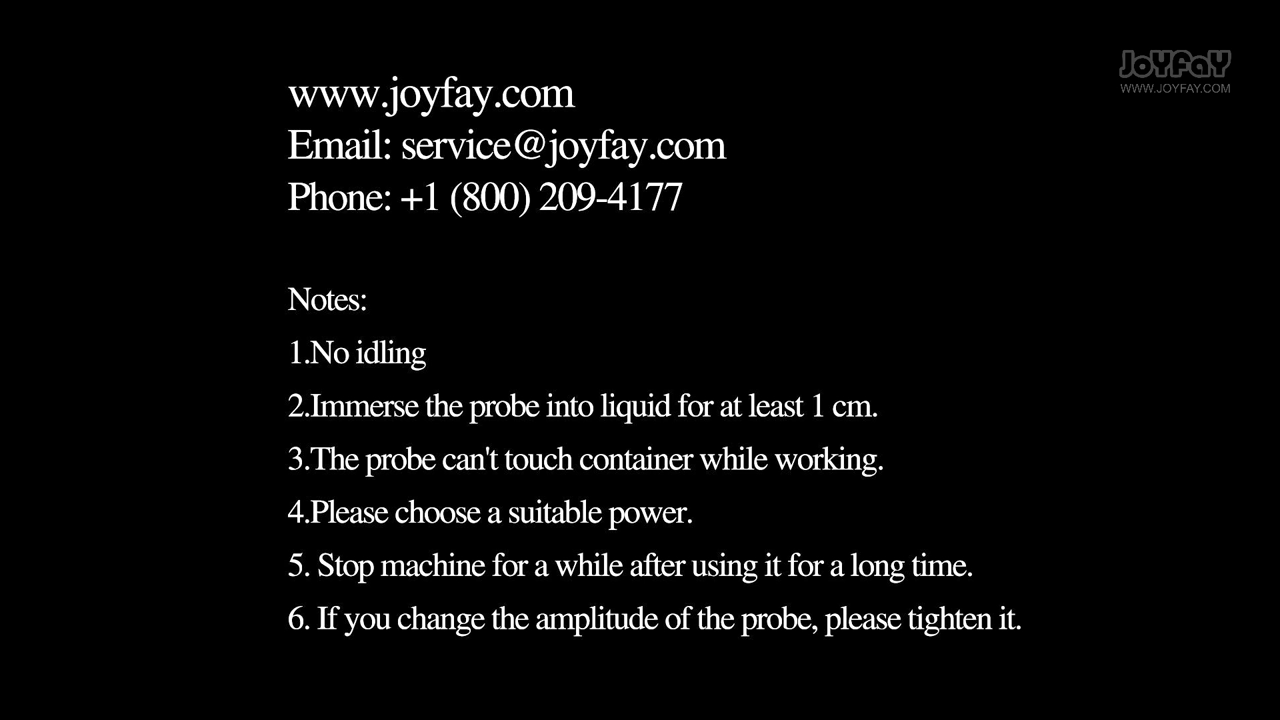 JoYFaY
WWW.JOYFAY.COM
www.joyfay.com
Email: service@joyfay.com
Phone: +1 (800) 209-4177
Notes:
1.No idling
2.Immerse the probe into liquid for at least 1 cm.
3.The probe can't touch container while working.
4.Please choose a suitable power.
5. Stop machine for a while after using it for a long time.
6. If you change the amplitude of the probe, please tighten it.